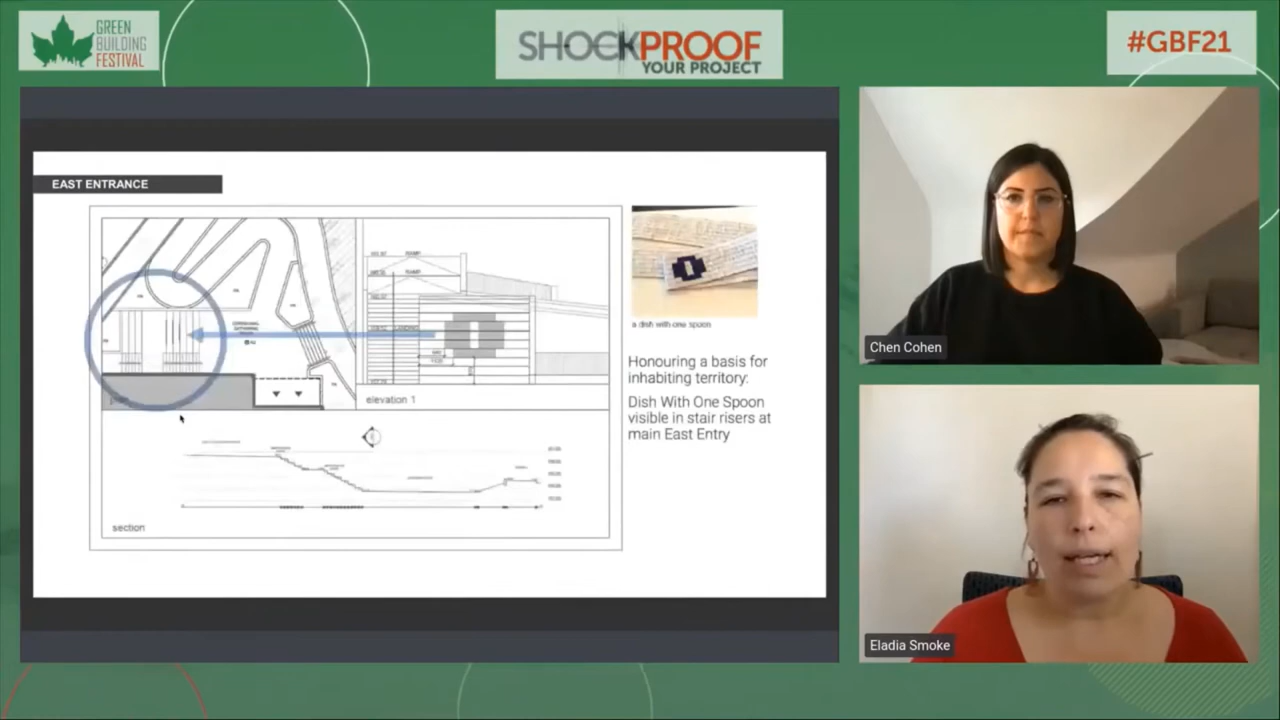 GREEN
BUILDING
FESTIVAL
SHOCKPROOF
YOUR PROJECT
#GBF21
EAST ENTRANCE
elevation 1
section
a dish with one spoon
Honouring a basis for
inhabiting territory:
Dish With One Spoon
visible in stair risers at
main East Entry
Chen Cohen
Eladia Smoke